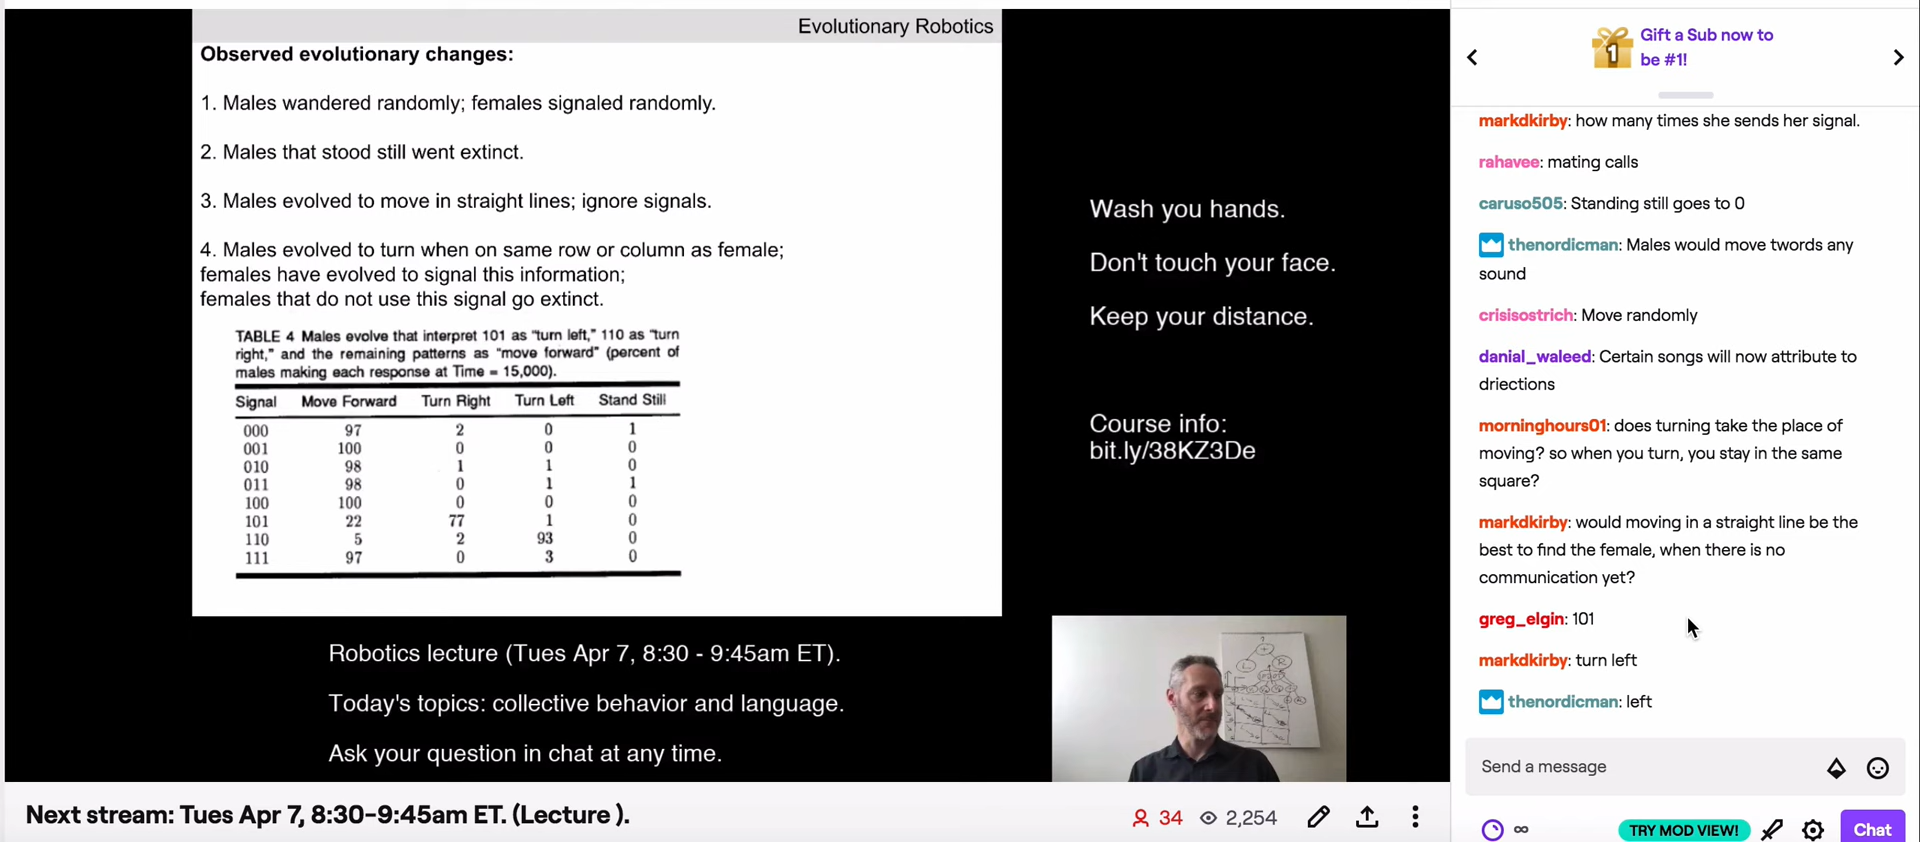 Evolutionary Robotics
Observed evolutionary changes:
1. Males wandered randomly; females signaled randomly.
2. Males that stood still went extinct.
3. Males evolved to move in straight lines; ignore signals.
4. Males evolved to turn when on same row or column as female;
females have evolved to signal this information;
females that do not use this signal go extinct.
TABLE 4 Males evolve that interpret 101 as "turn left," 110 as "turn
right," and the remaining patterns as "move forward" (percent of
males making each response at Time = 15,000).
Signal Move Forward Turn Right Turn Left Stand Still
000 97 2 0 1
001 100 0 0 0
010 98 1 1 0
011 98 0 1 1
100 100 0 0 0
101 22 77 1 0
110 5 2 93 0
111 97 0 3 0
Wash you hands.
Don't touch your face.
Keep your distance.
Course info:
bit.ly/38KZ3De
Robotics lecture (Tues Apr 7, 8:30 - 9:45am ET).
Today's topics: collective behavior and language.
Ask your question in chat at any time.
Next stream: Tues Apr 7, 8:30-9:45am ET. (Lecture ).
34 2,254
1
Gift a Sub now to
be #1!
markdkirby: how many times she sends her signal.
rahavee: mating calls
caruso505: Standing still goes to 0
thenordicman: Males would move twords any
sound
crisisostrich: Move randomly
danial_waleed: Certain songs will now attribute to
driections
morninghours01: does turning take the place of
moving? so when you turn, you stay in the same
square?
markdkirby: would moving in a straight line be the
best to find the female, when there is no
communication yet?
greg_elgin: 101
markdkirby: turn left
thenordicman: left
Send a message
∞ TRY MOD VIEW! Chat